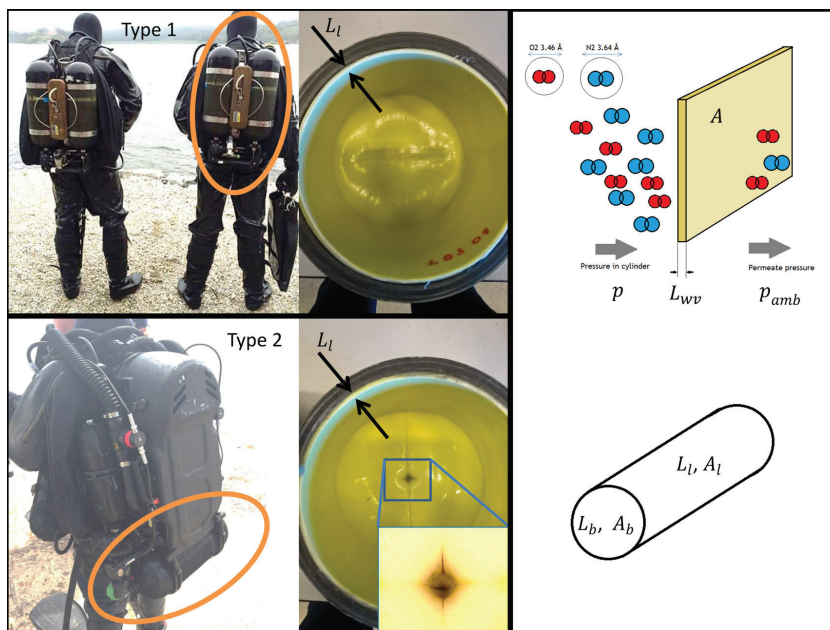 Type 1
L_l
O2 3.46 Å
N2 3.64 Å
A
Pressure in cylinder
Permeate pressure
p
L_wv
p_amb
Type 2
L_l
L_l, A_l
L_b, A_b